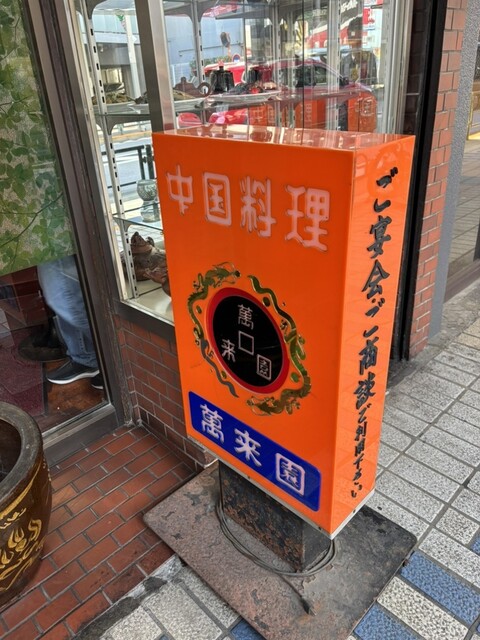 中国料理
萬
来 園
萬来園
ご宴会・ご商談ご利用下さい